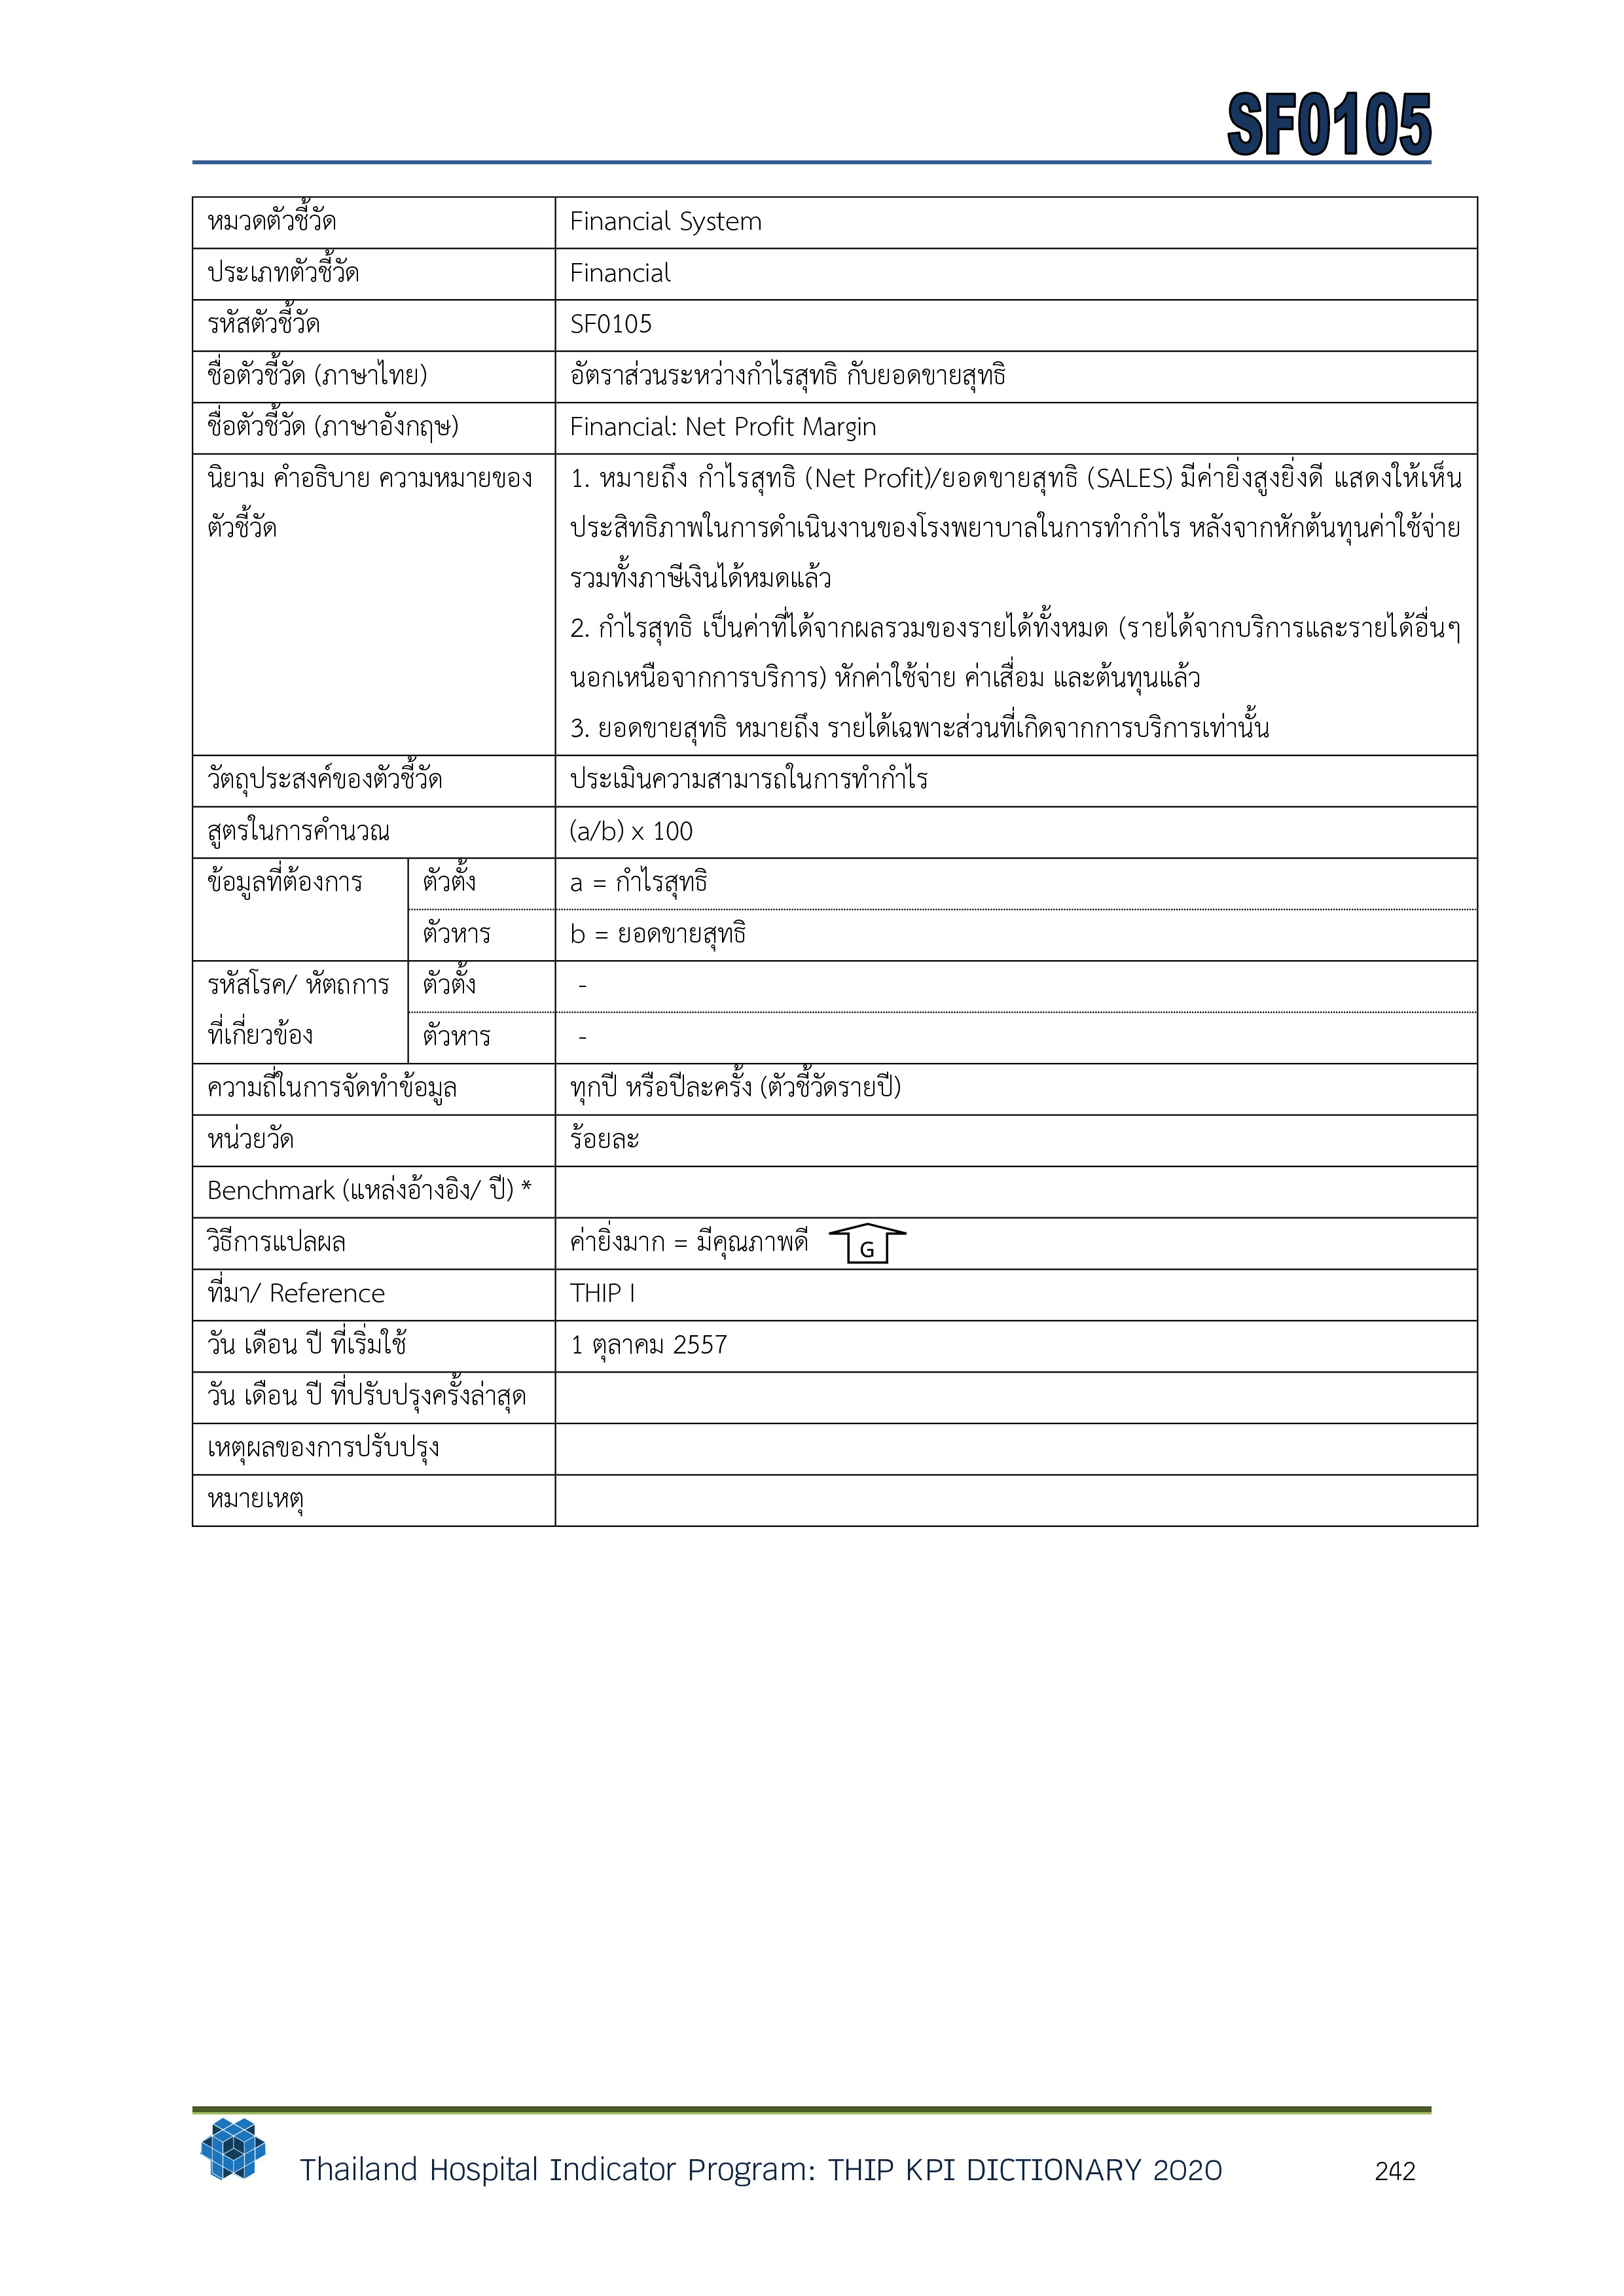 SF0105
หมวดตัวชี้วัด Financial System
ประเภทตัวชี้วัด Financial
รหัสตัวชี้วัด SF0105
ชื่อตัวชี้วัด (ภาษาไทย) อัตราส่วนระหว่างกำไรสุทธิ กับยอดขายสุทธิ
ชื่อตัวชี้วัด (ภาษาอังกฤษ) Financial: Net Profit Margin
นิยาม คำอธิบาย ความหมายของ
ตัวชี้วัด
1. หมายถึง กำไรสุทธิ (Net Profit)/ยอดขายสุทธิ (SALES) มีค่ายิ่งสูงยิ่งดี แสดงให้เห็น
ประสิทธิภาพในการดำเนินงานของโรงพยาบาลในการทำกำไร หลังจากหักต้นทุนค่าใช้จ่าย
รวมทั้งภาษีเงินได้หมดแล้ว
2. กำไรสุทธิ เป็นค่าที่ได้จากผลรวมของรายได้ทั้งหมด (รายได้จากบริการและรายได้อื่นๆ
นอกเหนือจากการบริการ) หักค่าใช้จ่าย ค่าเสื่อม และต้นทุนแล้ว
3. ยอดขายสุทธิ หมายถึง รายได้เฉพาะส่วนที่เกิดจากการบริการเท่านั้น
วัตถุประสงค์ของตัวชี้วัด ประเมินความสามารถในการทำกำไร
สูตรในการคำนวณ (a/b) x 100
ข้อมูลที่ต้องการ ตัวตั้ง a = กำไรสุทธิ
ตัวหาร b = ยอดขายสุทธิ
รหัสโรค/ หัตถการ ตัวตั้ง -
ที่เกี่ยวข้อง ตัวหาร -
ความถี่ในการจัดทำข้อมูล ทุกปี หรือปีละครั้ง (ตัวชี้วัดรายปี)
หน่วยวัด ร้อยละ
Benchmark (แหล่งอ้างอิง/ ปี) *
วิธีการแปลผล ค่ายิ่งมาก = มีคุณภาพดี G
ที่มา/ Reference THIP I
วัน เดือน ปี ที่เริ่มใช้ 1 ตุลาคม 2557
วัน เดือน ปี ที่ปรับปรุงครั้งล่าสุด
เหตุผลของการปรับปรุง
หมายเหตุ
Thailand Hospital Indicator Program: THIP KPI DICTIONARY 2020 242